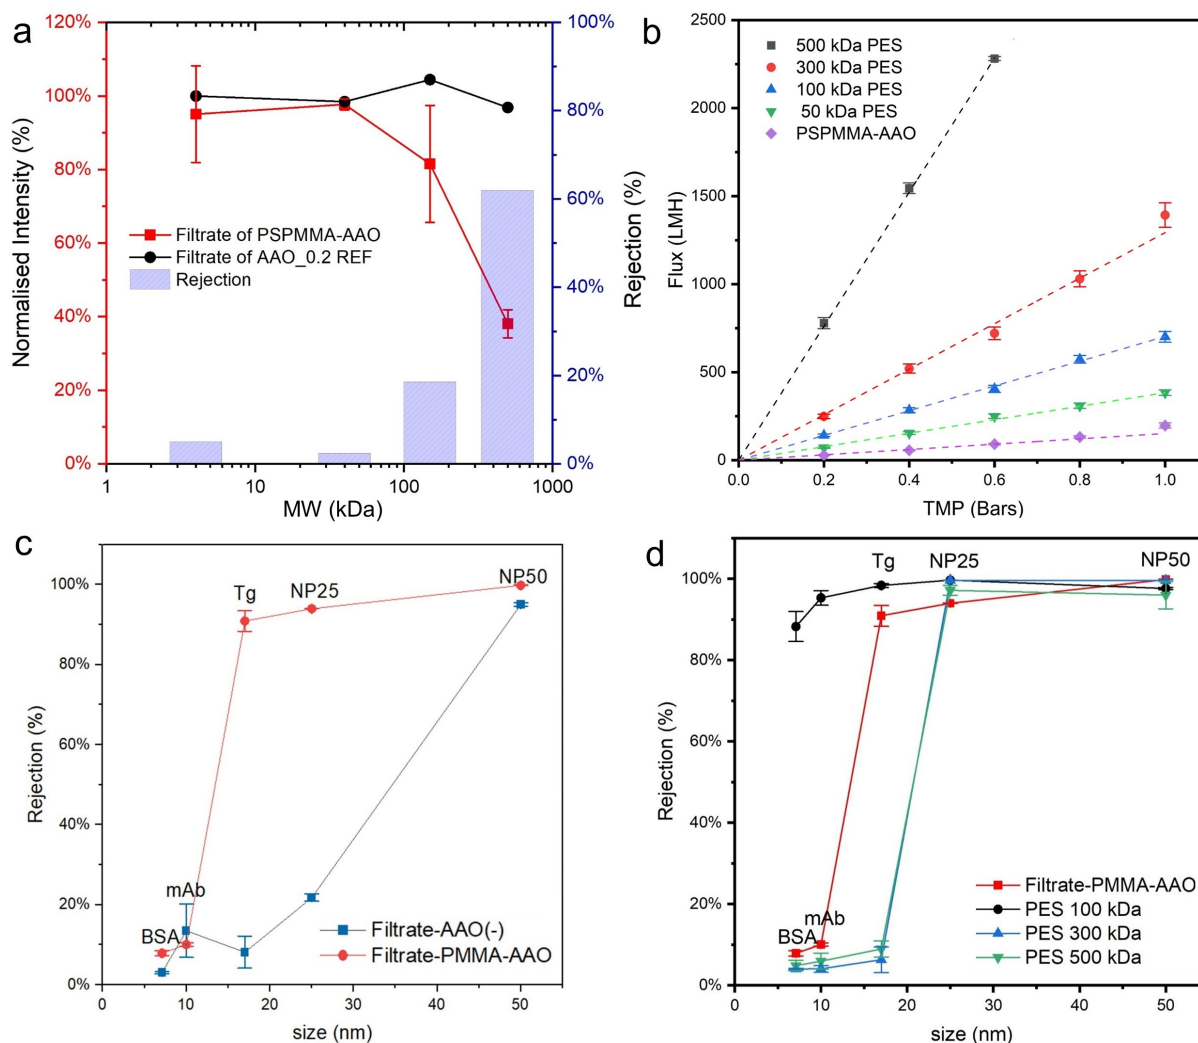 a
120%
100%
80%
60%
40%
20%
0%
Normalised Intensity (%)
100%
80%
60%
40%
20%
0%
Rejection (%)
Filtrate of PSPMMA-AAO
Filtrate of AAO_0.2 REF
Rejection
1
10
100
1000
MW (kDa)
b
2500
2000
1500
1000
500
0
Flux (LMH)
500 kDa PES
300 kDa PES
100 kDa PES
50 kDa PES
PSPMMA-AAO
0.0
0.2
0.4
0.6
0.8
1.0
TMP (Bars)
c
100%
80%
60%
40%
20%
0%
Rejection (%)
Tg
NP25
NP50
mAb
BSA
Filtrate-AAO(-)
Filtrate-PMMA-AAO
0
10
20
30
40
50
size (nm)
d
100%
80%
60%
40%
20%
0%
Rejection (%)
Tg
NP25
NP50
mAb
BSA
Filtrate-PMMA-AAO
PES 100 kDa
PES 300 kDa
PES 500 kDa
0
10
20
30
40
50
size (nm)